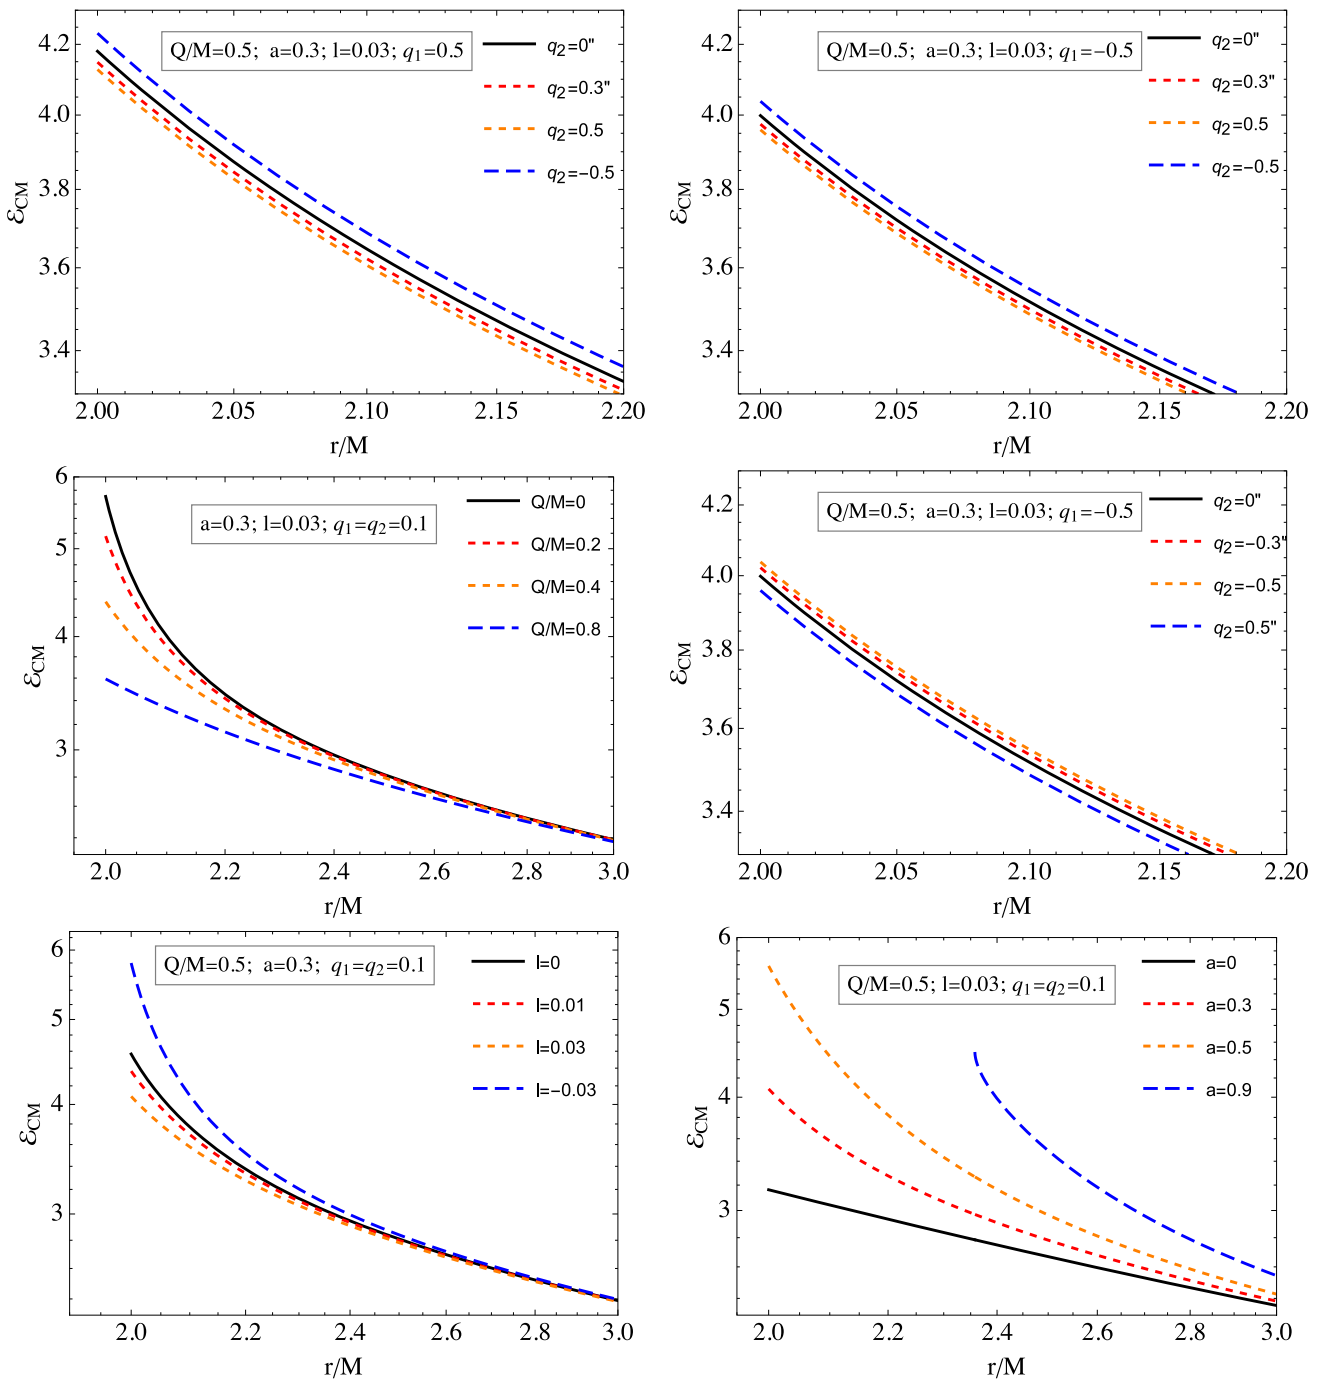 Q/M=0.5; a=0.3; l=0.03; q₁=0.5
q₂=0"
q₂=0.3"
q₂=0.5
q₂=−0.5
4.2
4.0
3.8
3.6
3.4
ℰCM
2.00 2.05 2.10 2.15 2.20
r/M
Q/M=0.5; a=0.3; l=0.03; q₁=−0.5
q₂=0"
q₂=0.3"
q₂=0.5
q₂=−0.5
4.2
4.0
3.8
3.6
3.4
ℰCM
2.00 2.05 2.10 2.15 2.20
r/M
a=0.3; l=0.03; q₁=q₂=0.1
Q/M=0
Q/M=0.2
Q/M=0.4
Q/M=0.8
6
5
4
3
ℰCM
2.0 2.2 2.4 2.6 2.8 3.0
r/M
Q/M=0.5; a=0.3; l=0.03; q₁=−0.5
q₂=0"
q₂=−0.3"
q₂=−0.5
q₂=0.5"
4.2
4.0
3.8
3.6
3.4
ℰCM
2.00 2.05 2.10 2.15 2.20
r/M
Q/M=0.5; a=0.3; q₁=q₂=0.1
l=0
l=0.01
l=0.03
l=−0.03
6
5
4
3
ℰCM
2.0 2.2 2.4 2.6 2.8 3.0
r/M
Q/M=0.5; l=0.03; q₁=q₂=0.1
a=0
a=0.3
a=0.5
a=0.9
6
5
4
3
ℰCM
2.0 2.2 2.4 2.6 2.8 3.0
r/M